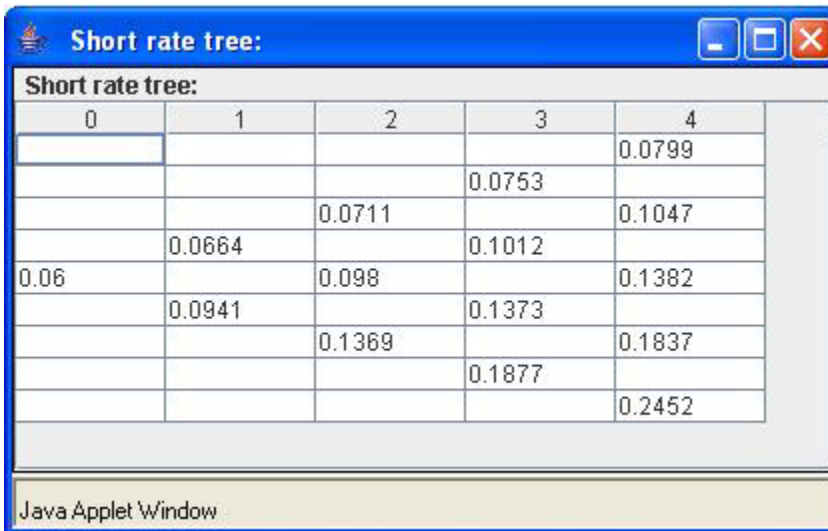 Short rate tree:
Short rate tree:
0 1 2 3 4
0.0799
0.0753
0.0711 0.1047
0.0664 0.1012
0.06 0.098 0.1382
0.0941 0.1373
0.1369 0.1837
0.1877
0.2452
Java Applet Window